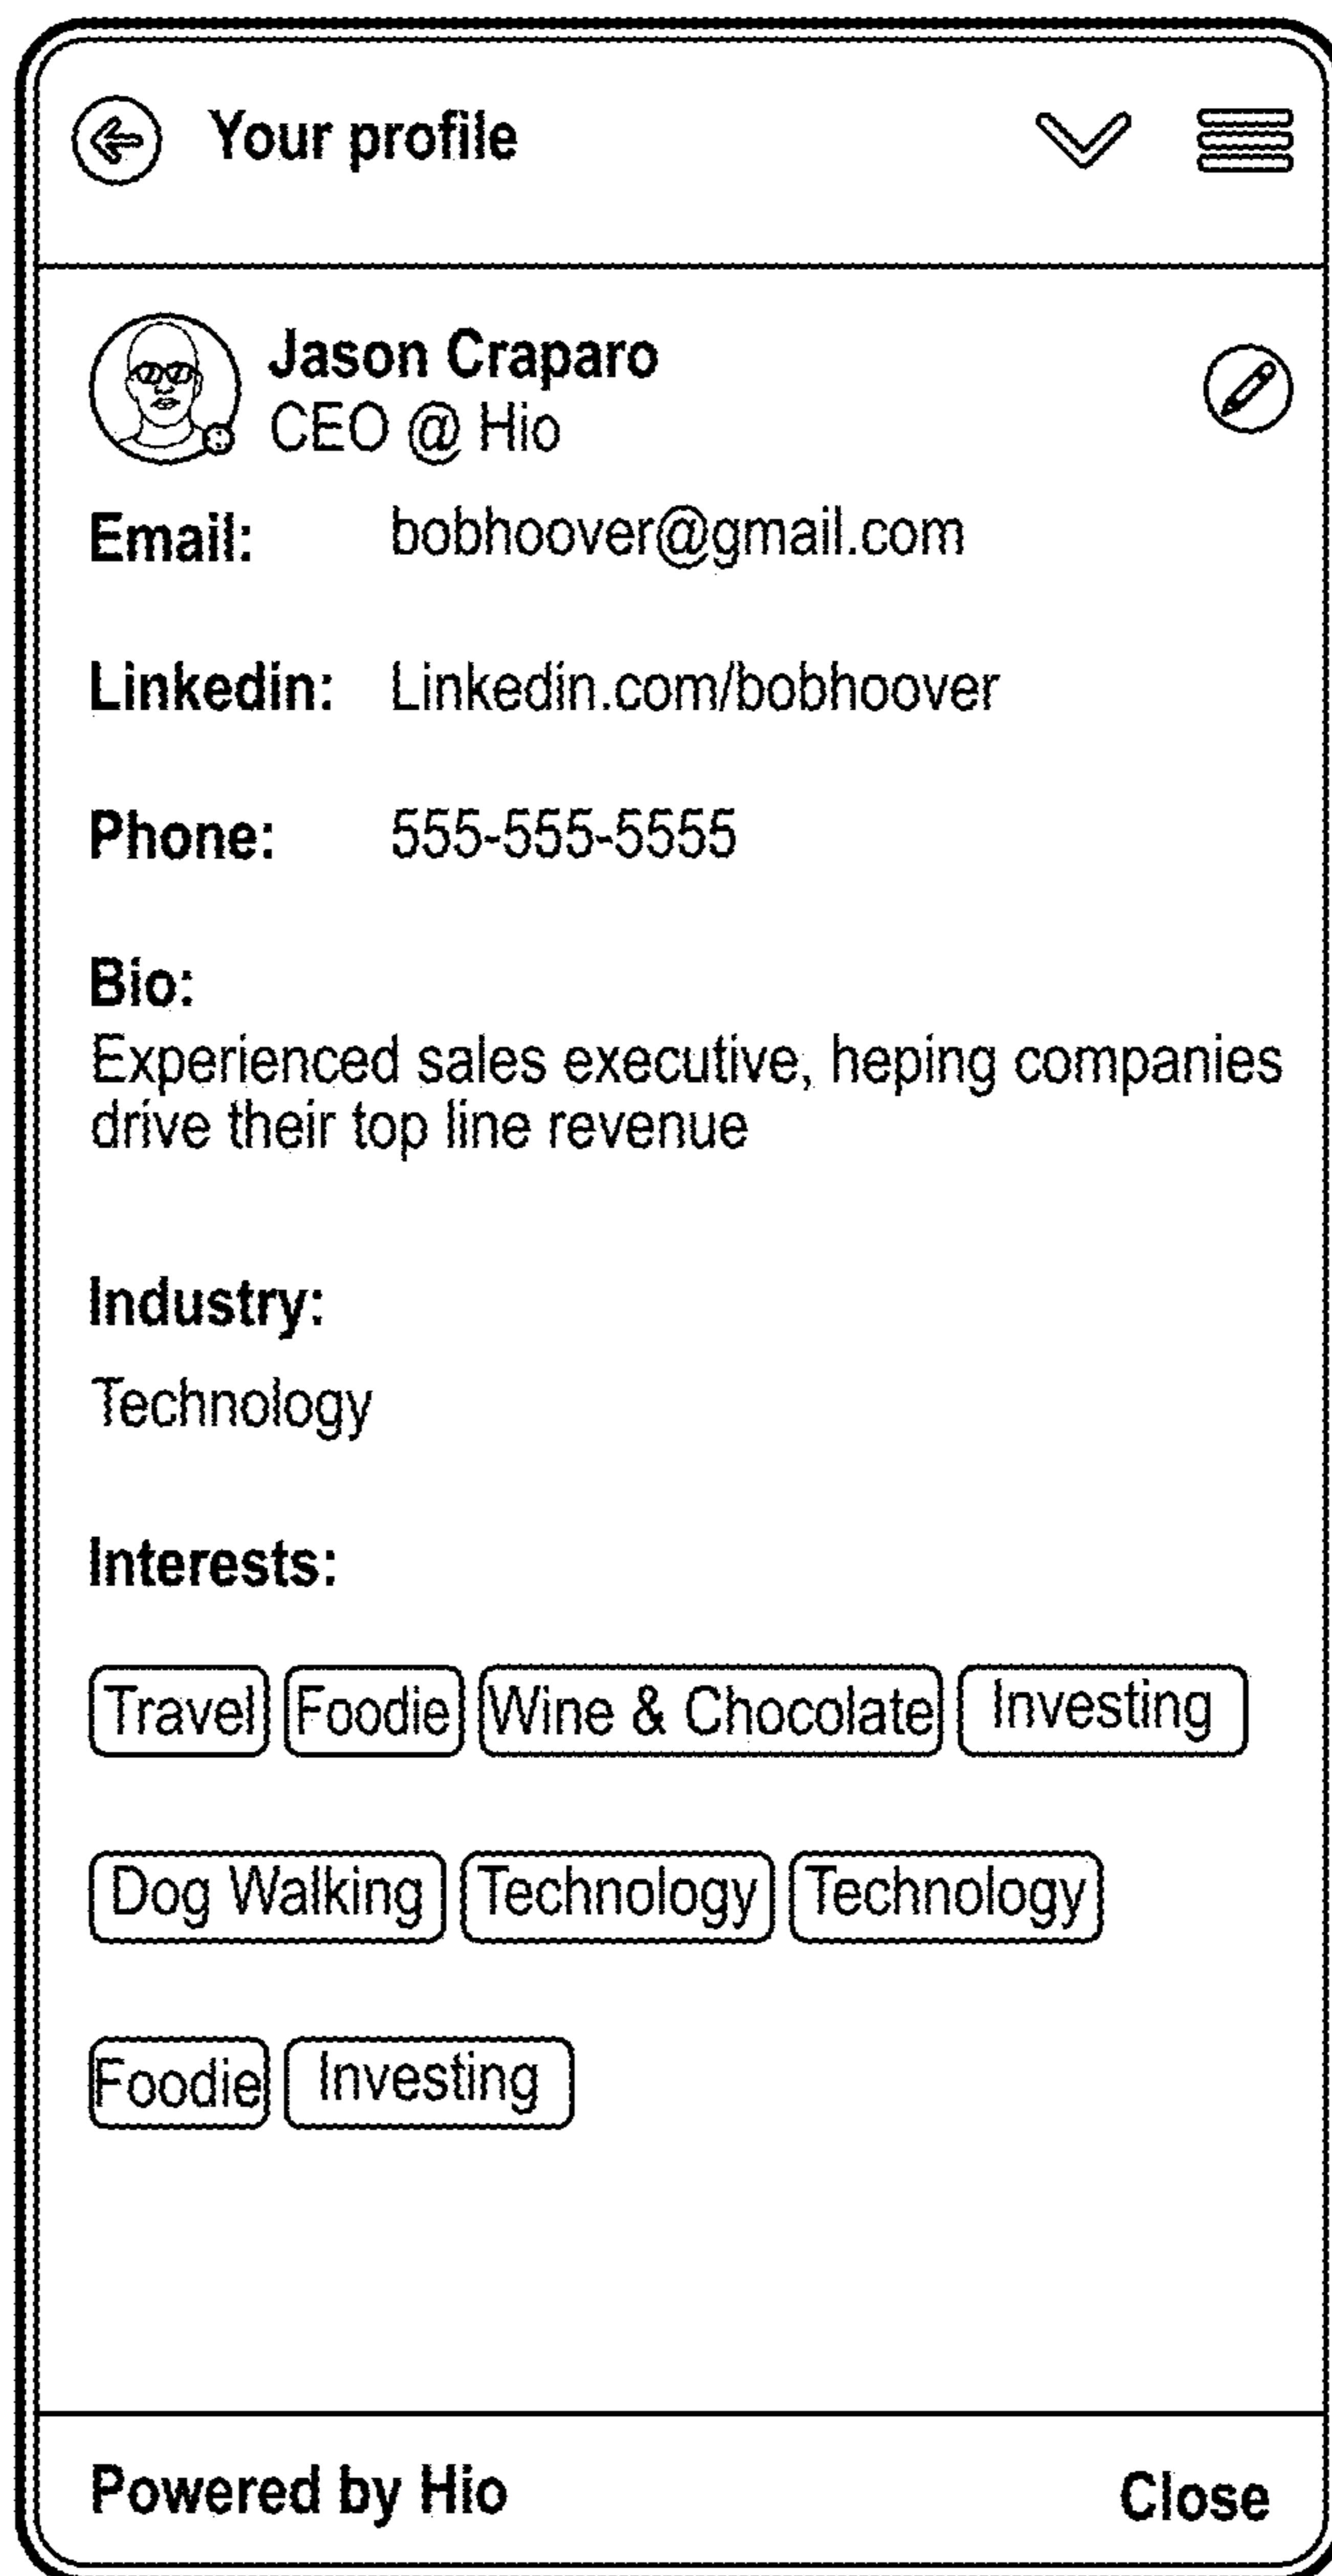 Your profile
Jason Craparo
CEO @ Hio
Email: bobhoover@gmail.com
Linkedin: Linkedin.com/bobhoover
Phone: 555-555-5555
Bio:
Experienced sales executive, heping companies
drive their top line revenue
Industry:
Technology
Interests:
Travel Foodie Wine & Chocolate Investing
Dog Walking Technology Technology
Foodie Investing
Powered by Hio Close